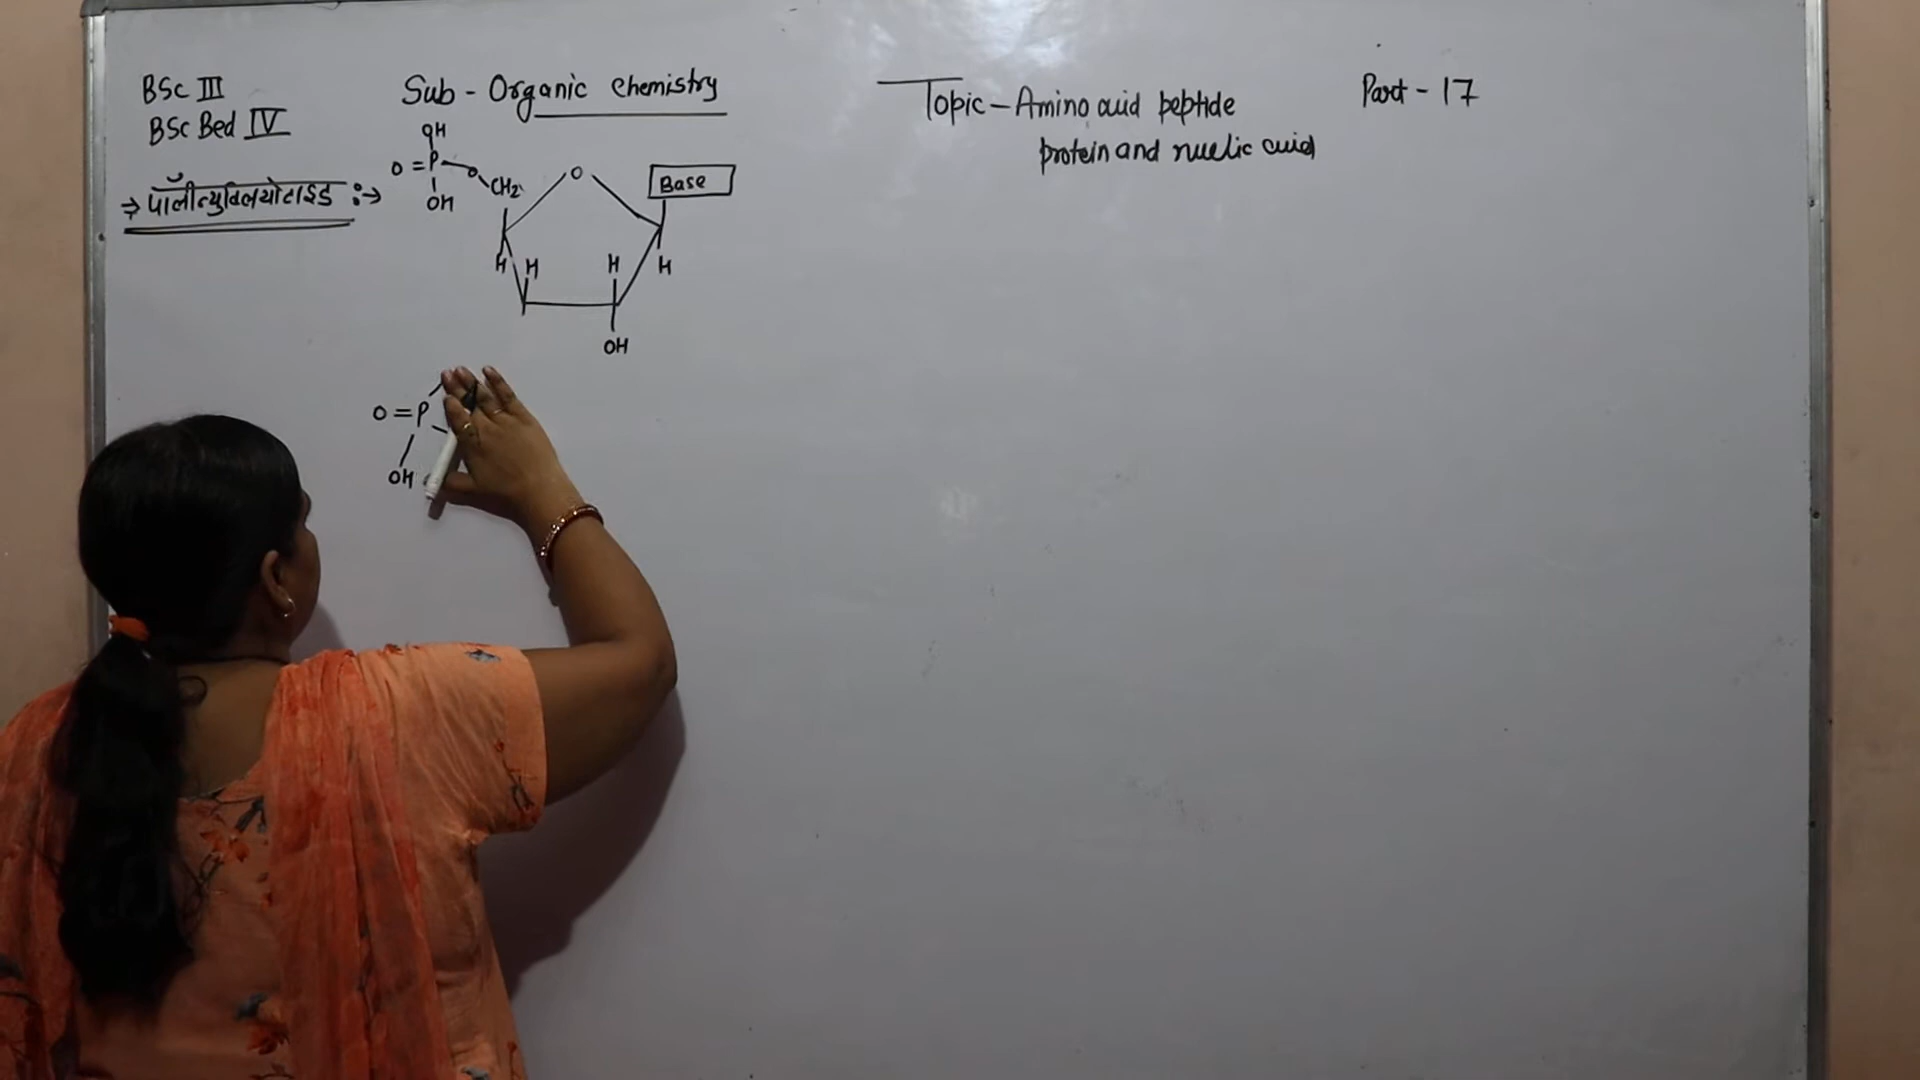 BSc III
BSc Bed IV
Sub - Organic Chemistry
Topic - Amino acid peptide
protein and nuelic acid
Part - 17
→ पॉलीन्युक्लियोटाइड :→
OH
O = P - O
CH2
OH
O
Base
H H H H
OH
O = P
OH